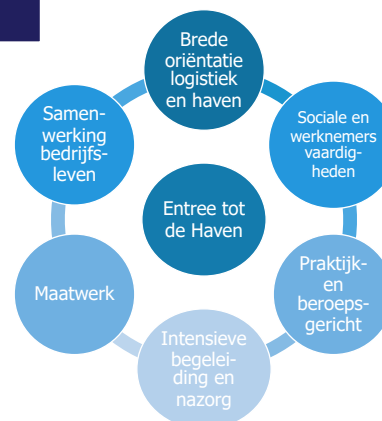 Brede
oriëntatie
logistiek
en haven
Sociale en
werknemers
vaardig-
heden
Praktijk-
en
beroeps-
gericht
Intensieve
begelei-
ding en
nazorg
Maatwerk
Samen-
werking
bedrijfs-
leven
Entree tot
de Haven